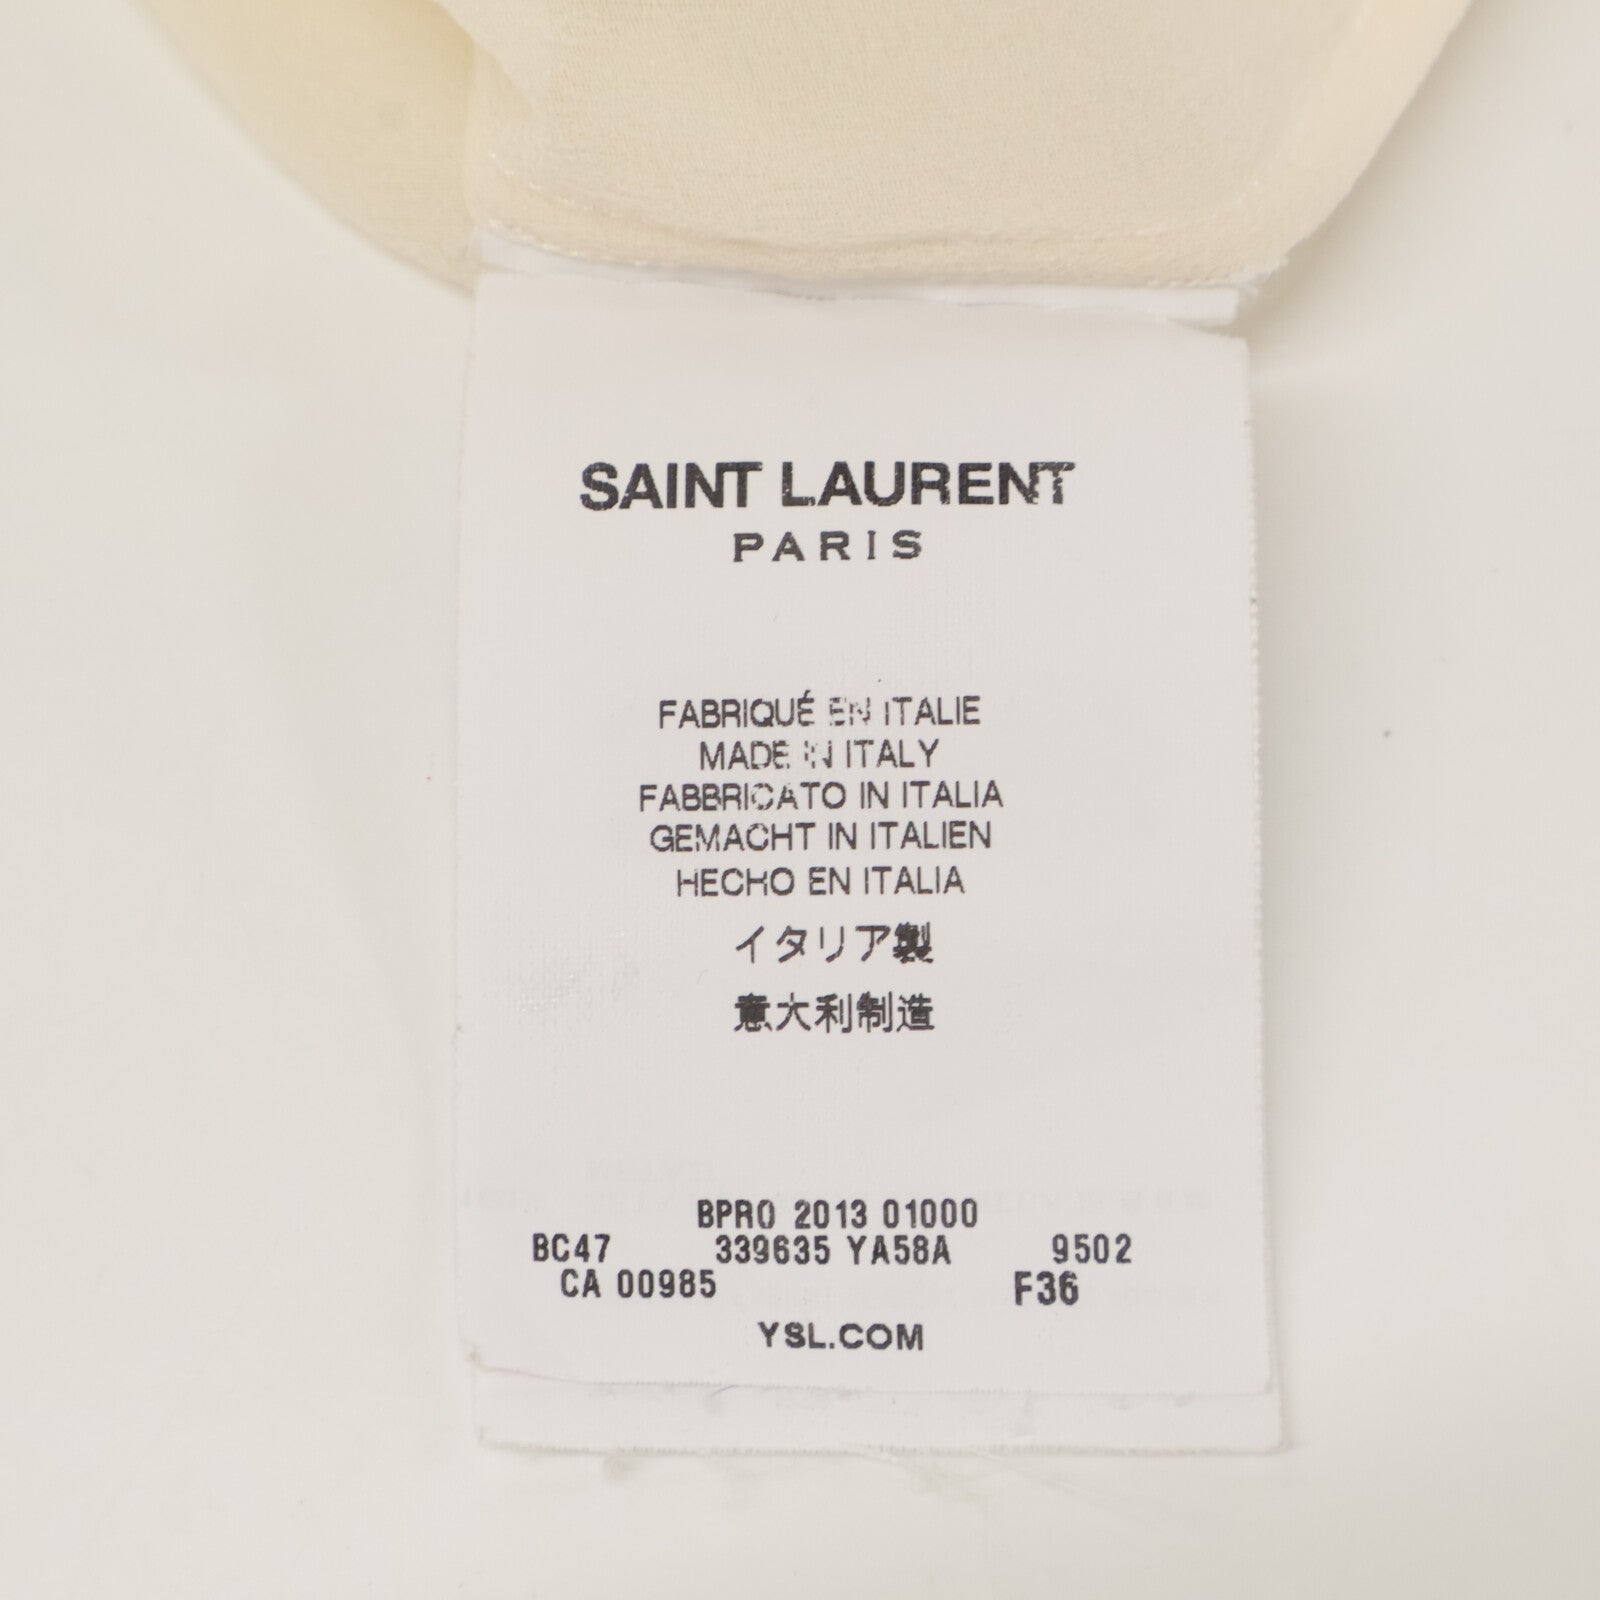 SAINT LAURENT
PARIS
FABRIQUÉ EN ITALIE
MADE IN ITALY
FABBRICATO IN ITALIA
GEMACHT IN ITALIEN
HECHO EN ITALIA
イタリア製
意大利制造
BPRO 2013 01000
BC47 339635 YA58A 9502
CA 00985 F36
YSL.COM